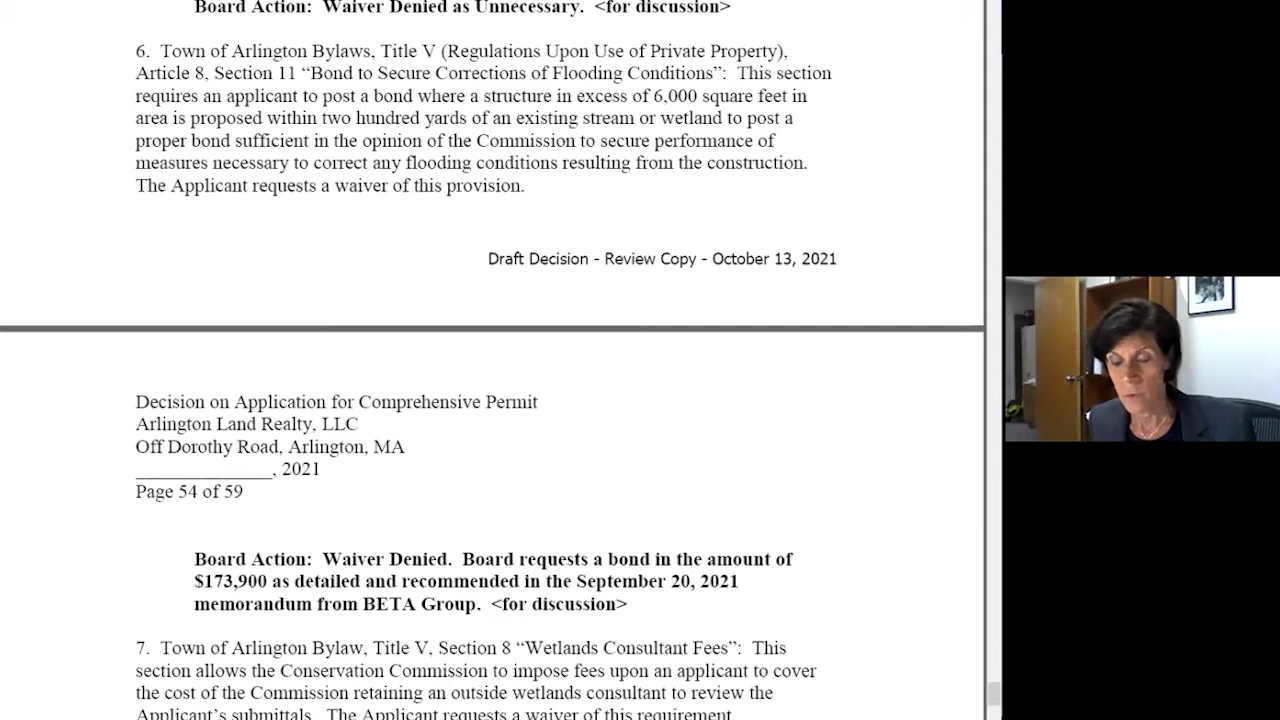 Board Action: Waiver Denied as Unnecessary. <for discussion>
6. Town of Arlington Bylaws, Title V (Regulations Upon Use of Private Property),
Article 8, Section 11 “Bond to Secure Corrections of Flooding Conditions”: This section
requires an applicant to post a bond where a structure in excess of 6,000 square feet in
area is proposed within two hundred yards of an existing stream or wetland to post a
proper bond sufficient in the opinion of the Commission to secure performance of
measures necessary to correct any flooding conditions resulting from the construction.
The Applicant requests a waiver of this provision.
Draft Decision - Review Copy - October 13, 2021
Decision on Application for Comprehensive Permit
Arlington Land Realty, LLC
Off Dorothy Road, Arlington, MA
_______________, 2021
Page 54 of 59
Board Action: Waiver Denied. Board requests a bond in the amount of
$173,900 as detailed and recommended in the September 20, 2021
memorandum from BETA Group. <for discussion>
7. Town of Arlington Bylaw, Title V, Section 8 “Wetlands Consultant Fees”: This
section allows the Conservation Commission to impose fees upon an applicant to cover
the cost of the Commission retaining an outside wetlands consultant to review the
Applicant’s submittals. The Applicant requests a waiver of this requirement